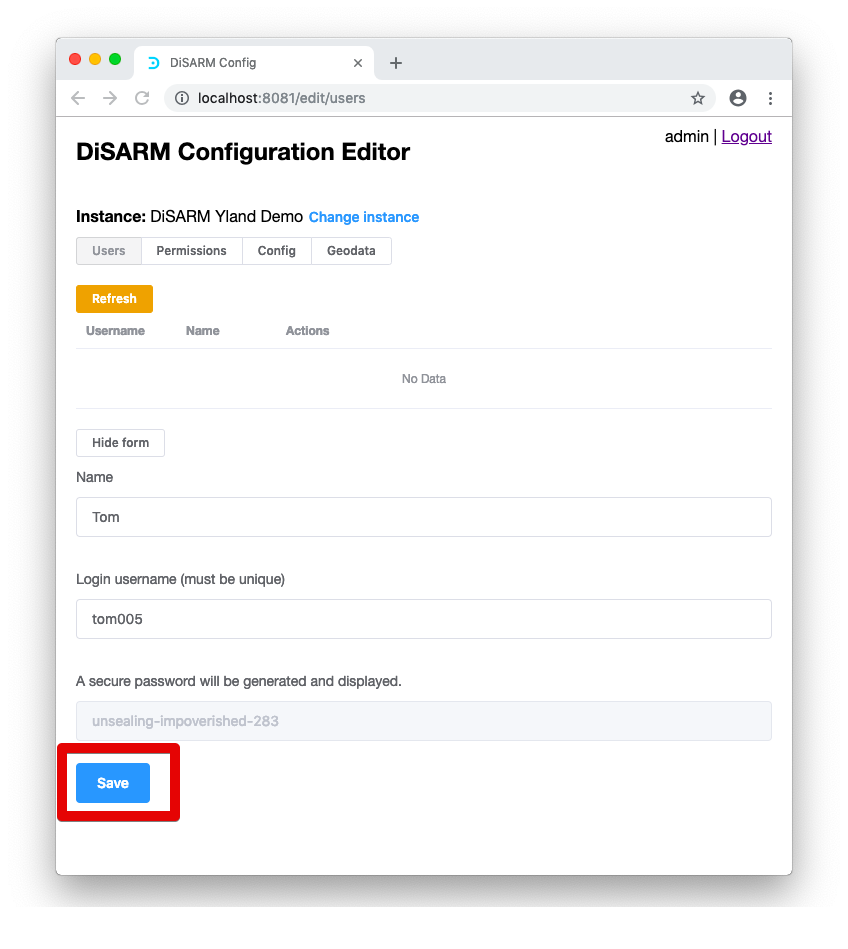 DiSARM Config
localhost:8081/edit/users
admin | Logout
DiSARM Configuration Editor
Instance: DiSARM Yland Demo Change instance
Users Permissions Config Geodata
Refresh
Username Name Actions
No Data
Hide form
Name
Tom
Login username (must be unique)
tom005
A secure password will be generated and displayed.
unsealing-impoverished-283
Save